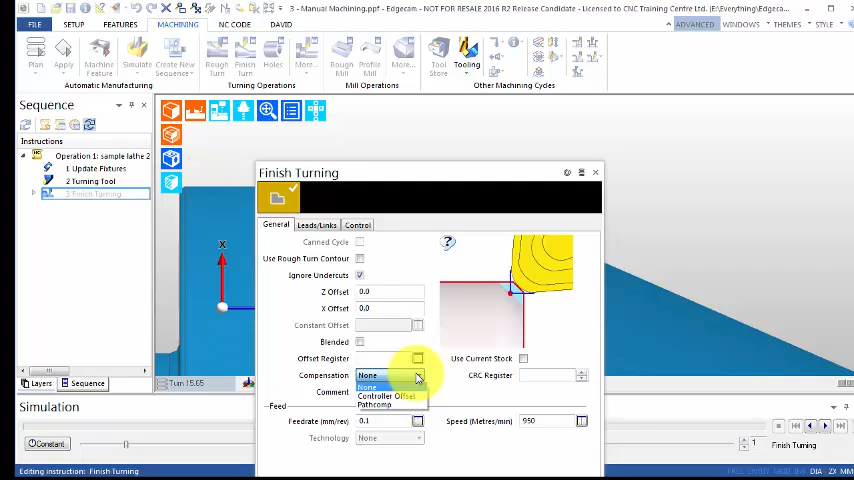 3 - Manual Machining.ppf - Edgecam - NOT FOR RESALE 2016 R2 Release Candidate - Licensed to CNC Training Centre Ltd. (E:\Everything\Edgecam...
FILE SETUP FEATURES MACHINING NC CODE DAVID ADVANCED WINDOWS THEMES STYLE
Plan Apply Machine Feature Simulate Create New Sequence Rough Turn Finish Turn Holes More... Rough Mill Profile Mill More... Tool Store Tooling
Automatic Manufacturing Turning Operations Mill Operations Other Machining Cycles
Sequence
Instructions
Operation 1: sample lathe 2
1 Update Fixtures
2 Turning Tool
3 Finish Turning
X
Finish Turning
General Leads/Links Control
Canned Cycle
Use Rough Turn Contour
Ignore Undercuts
Z Offset 0.0
X Offset 0.0
Constant Offset
Blended
Offset Register Use Current Stock
Compensation None CRC Register
None
Controller Offset
Pathcomp
Comment
Feed
Feedrate (mm/rev) 0.1 Speed (Metres/min) 950
Technology None
Layers Sequence Turn 15.65
Simulation
Constant 1 Finish Turning
Editing instruction: Finish Turning DIA ZX MM